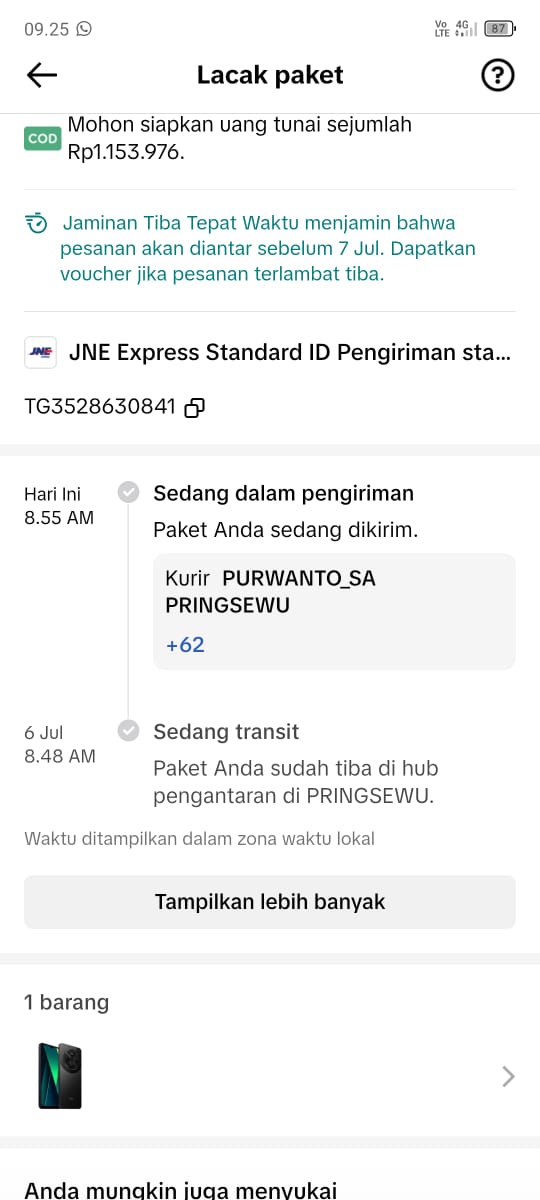 09.25
Vo LTE 4G 87
Lacak paket
COD Mohon siapkan uang tunai sejumlah
Rp1.153.976.
Jaminan Tiba Tepat Waktu menjamin bahwa
pesanan akan diantar sebelum 7 Jul. Dapatkan
voucher jika pesanan terlambat tiba.
JNE JNE Express Standard ID Pengiriman sta...
TG3528630841
Hari Ini
8.55 AM
Sedang dalam pengiriman
Paket Anda sedang dikirim.
Kurir PURWANTO_SA
PRINGSEWU
+62
6 Jul
8.48 AM
Sedang transit
Paket Anda sudah tiba di hub
pengantaran di PRINGSEWU.
Waktu ditampilkan dalam zona waktu lokal
Tampilkan lebih banyak
1 barang
Anda mungkin juga menyukai